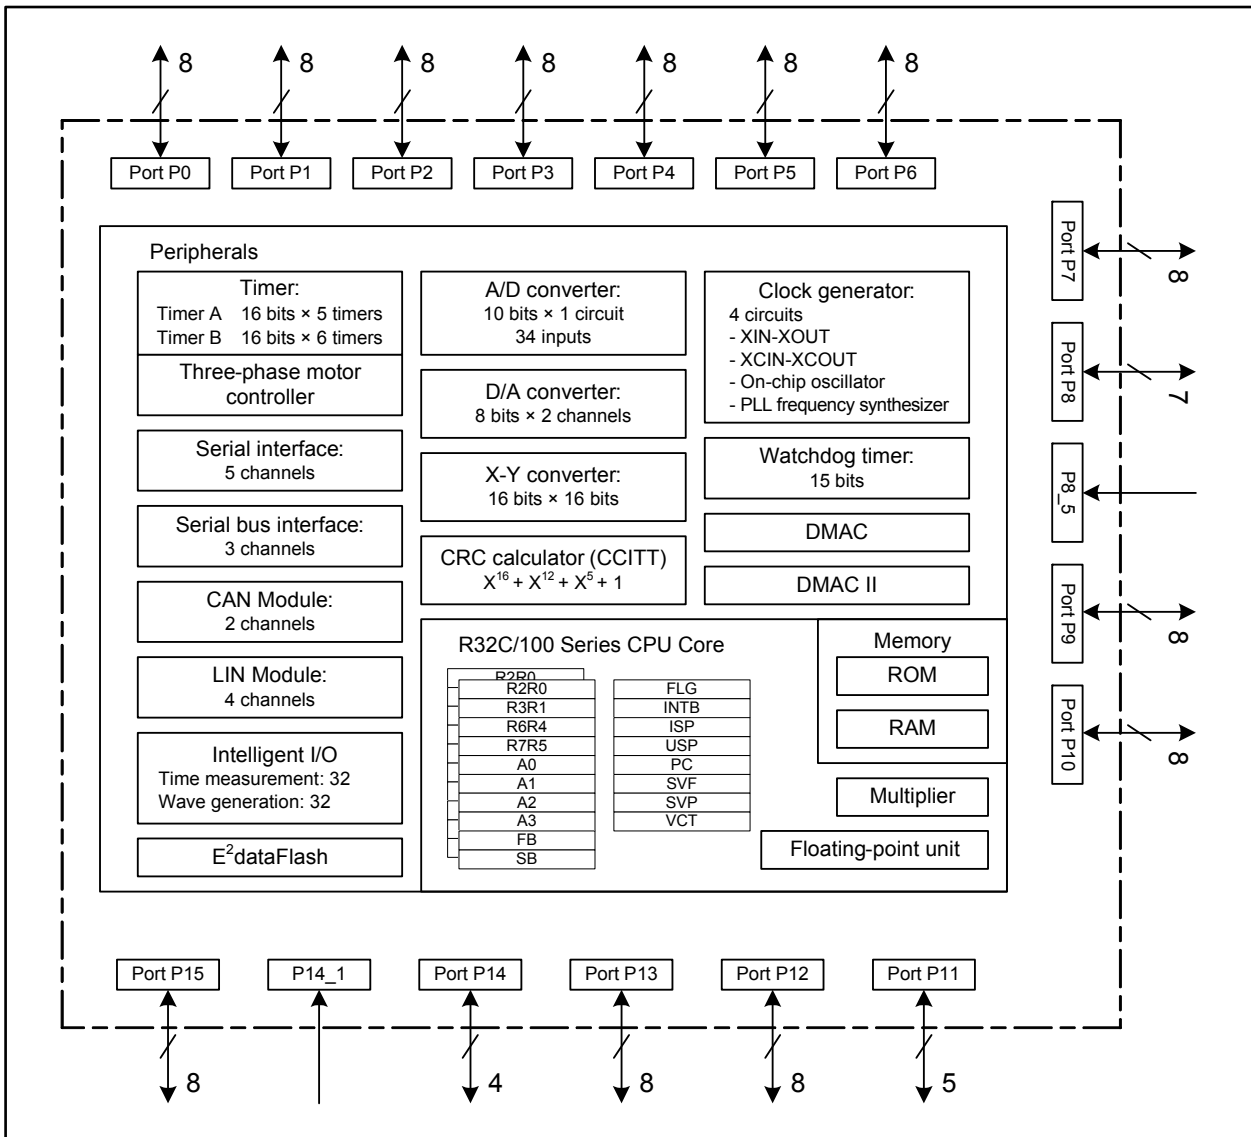 8 8 8 8 8 8 8
Port P0 Port P1 Port P2 Port P3 Port P4 Port P5 Port P6
Peripherals
Timer:
Timer A 16 bits × 5 timers
Timer B 16 bits × 6 timers
Three-phase motor
controller
Serial interface:
5 channels
Serial bus interface:
3 channels
CAN Module:
2 channels
LIN Module:
4 channels
Intelligent I/O
Time measurement: 32
Wave generation: 32
E²dataFlash
A/D converter:
10 bits × 1 circuit
34 inputs
D/A converter:
8 bits × 2 channels
X-Y converter:
16 bits × 16 bits
CRC calculator (CCITT)
X¹⁶ + X¹² + X⁵ + 1
Clock generator:
4 circuits
- XIN-XOUT
- XCIN-XCOUT
- On-chip oscillator
- PLL frequency synthesizer
Watchdog timer:
15 bits
DMAC
DMAC II
R32C/100 Series CPU Core
R2R0
R2R0
R3R1
R6R4
R7R5
A0
A1
A2
A3
FB
SB
FLG
INTB
ISP
USP
PC
SVF
SVP
VCT
Memory
ROM
RAM
Multiplier
Floating-point unit
Port P7
8
Port P8
7
P8_5
Port P9
8
Port P10
8
Port P15 P14_1 Port P14 Port P13 Port P12 Port P11
8 4 8 8 5